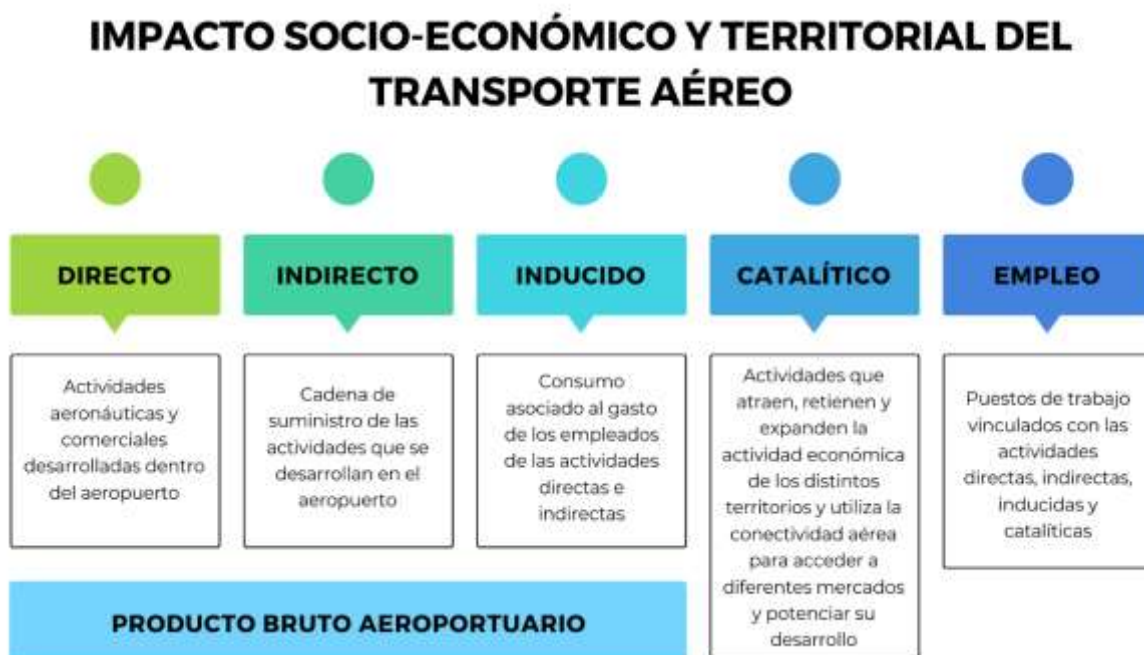 IMPACTO SOCIO-ECONÓMICO Y TERRITORIAL DEL
TRANSPORTE AÉREO
DIRECTO
Actividades
aeronáuticas y
comerciales
desarrolladas dentro
del aeropuerto
INDIRECTO
Cadena de
suministro de las
actividades que se
desarrollan en el
aeropuerto
INDUCIDO
Consumo
asociado al gasto
de los empleados
de las actividades
directas e
indirectas
CATALÍTICO
Actividades que
atraen, retienen y
expanden la
actividad económica
de los distintos
territorios y utiliza la
conectividad aérea
para acceder a
diferentes mercados
y potenciar su
desarrollo
EMPLEO
Puestos de trabajo
vinculados con las
actividades
directas, indirectas,
inducidas y
catalíticas
PRODUCTO BRUTO AEROPORTUARIO